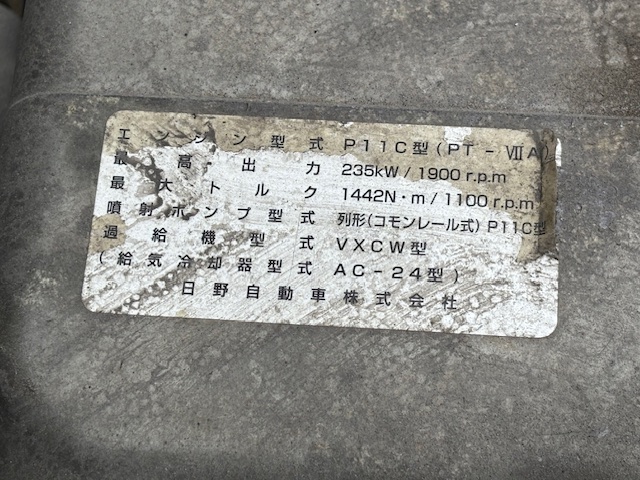 エンジン型式 P11C型(PT-ⅦA)
最高出力 235kW/1900r.p.m
最大トルク 1442N・m/1100r.p.m
噴射ポンプ型式 列形(コモンレール式)P11C型
過給機型式 VXCW型
(給気冷却器型式 AC-24型)
日野自動車株式会社